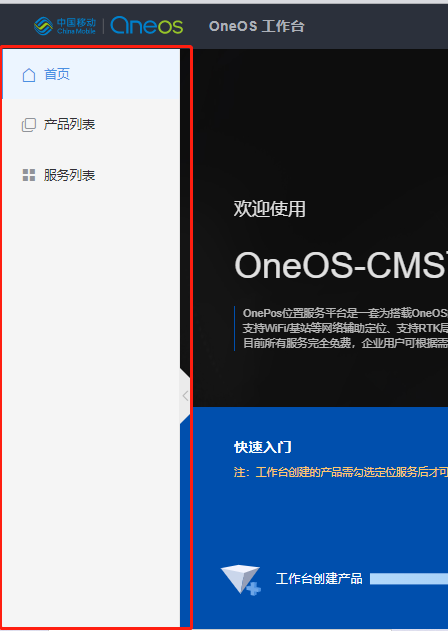 中国移动
China Mobile
OneOS
OneOS 工作台
首页
产品列表
服务列表
欢迎使用
OneOS-CMS
OnePos位置服务平台是一套为搭载OneOS
支持WiFi/基站等网络辅助定位、支持RTK
目前所有服务完全免费，企业用户可根据需
快速入门
注：工作台创建的产品需勾选定位服务后才可
工作台创建产品